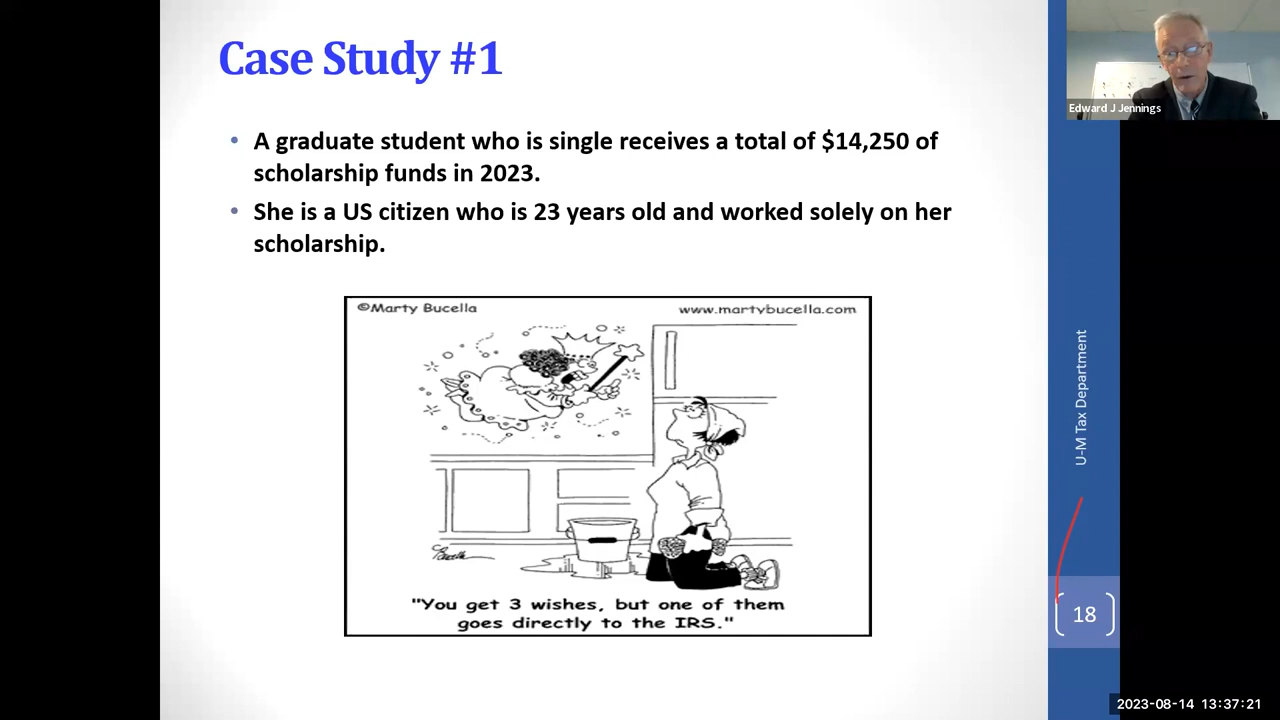 Case Study #1
• A graduate student who is single receives a total of $14,250 of
scholarship funds in 2023.
• She is a US citizen who is 23 years old and worked solely on her
scholarship.
©Marty Bucella
www.martybucella.com
"You get 3 wishes, but one of them
goes directly to the IRS."
Edward J Jennings
U-M Tax Department
18
2023-08-14 13:37:21